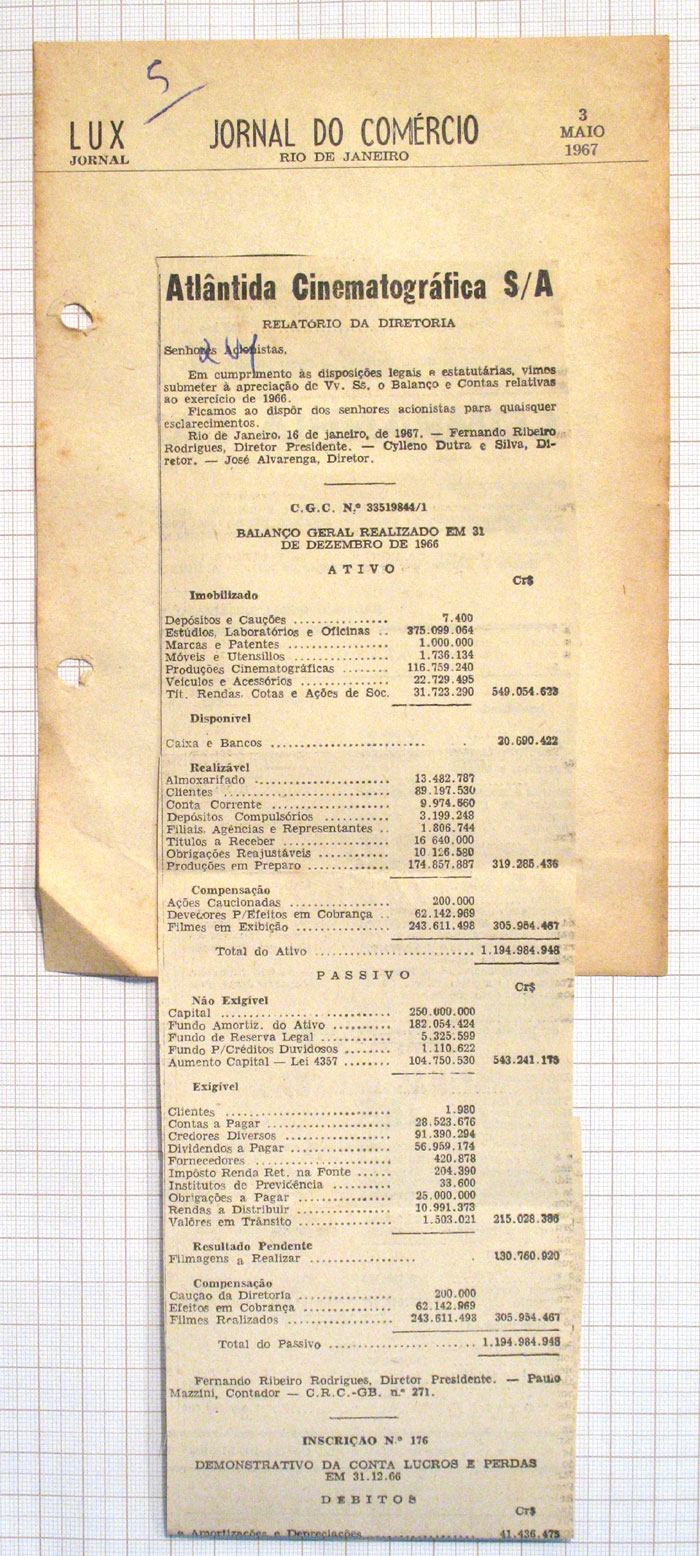 5
LUX
JORNAL
JORNAL DO COMÉRCIO
RIO DE JANEIRO
3
MAIO
1967
Atlântida Cinematográfica S/A
RELATÓRIO DA DIRETORIA
Senhores Acionistas,
Em cumprimento às disposições legais e estatutárias, vimos
submeter à apreciação de Vv. Ss. o Balanço e Contas relativas
ao exercício de 1966.
Ficamos ao dispôr dos senhores acionistas para quaisquer
esclarecimentos.
Rio de Janeiro, 16 de janeiro, de 1967. — Fernando Ribeiro
Rodrigues, Diretor Presidente. — Cylleno Dutra e Silva, Di-
retor. — José Alvarenga, Diretor.
C.G.C. N.º 33519844/1
BALANÇO GERAL REALIZADO EM 31
DE DEZEMBRO DE 1966
ATIVO
Cr$
Imobilizado
Depósitos e Cauções ................ 7.400
Estúdios, Laboratórios e Oficinas .. 375.099.064
Marcas e Patentes ................. 1.000.000
Móveis e Utensílios ................ 1.736.134
Produções Cinematográficas ........ 116.759.240
Veículos e Acessórios ............... 22.729.495
Tít. Rendas, Cotas e Ações de Soc. 31.723.290 549.054.623
Disponível
Caixa e Bancos .......................... . 20.690.422
Realizável
Almoxarifado ....................... 13.482.787
Clientes ............................ 89.197.530
Conta Corrente .................... 9.974.660
Depósitos Compulsórios ........... 3.199.248
Filiais, Agências e Representantes .. 1.806.744
Títulos a Receber ................... 16 640.000
Obrigações Reajustáveis ............ 10.126.580
Produções em Preparo .............. 174.857.887 319.285.436
Compensação
Ações Caucionadas .................. 200.000
Devedores P/Efeitos em Cobrança .. 62.142.969
Filmes em Exibição ................ 243.611.498 305.954.467
Total do Ativo ........................... 1.194.984.948
PASSIVO
Cr$
Não Exigível
Capital ............................. 250.000.000
Fundo Amortiz. do Ativo .......... 182.054.424
Fundo de Reserva Legal ............ 5.325.599
Fundo P/Créditos Duvidosos ........ 1.110.622
Aumento Capital — Lei 4357 ........ 104.750.530 543.241.175
Exigível
Clientes ............................ 1.980
Contas a Pagar ..................... 28.523.676
Credores Diversos .................. 91.390.294
Dividendos a Pagar ................. 56.959.174
Fornecedores ....................... 420.878
Impôsto Renda Ret. na Fonte ...... 204.390
Institutos de Previdência .......... 33.600
Obrigações a Pagar ................ 25.000.000
Rendas a Distribuir ................ 10.991.373
Valôres em Trânsito ................ 1.503.021 215.028.386
Resultado Pendente
Filmagens a Realizar .................. . 130.760.920
Compensação
Caução da Diretoria ................ 200.000
Efeitos em Cobrança ............... 62.142.969
Filmes Realizados .................. 243.611.498 305.954.467
Total do Passivo ........................ 1.194.984.948
Fernando Ribeiro Rodrigues, Diretor Presidente. — Paulo
Mazzini, Contador — C.R.C.-GB. n.º 271.
INSCRIÇAO N.º 176
DEMONSTRATIVO DA CONTA LUCROS E PERDAS
EM 31.12.66
DEBITOS
Cr$
a Amortizações e Depreciações .................... 41.436.475